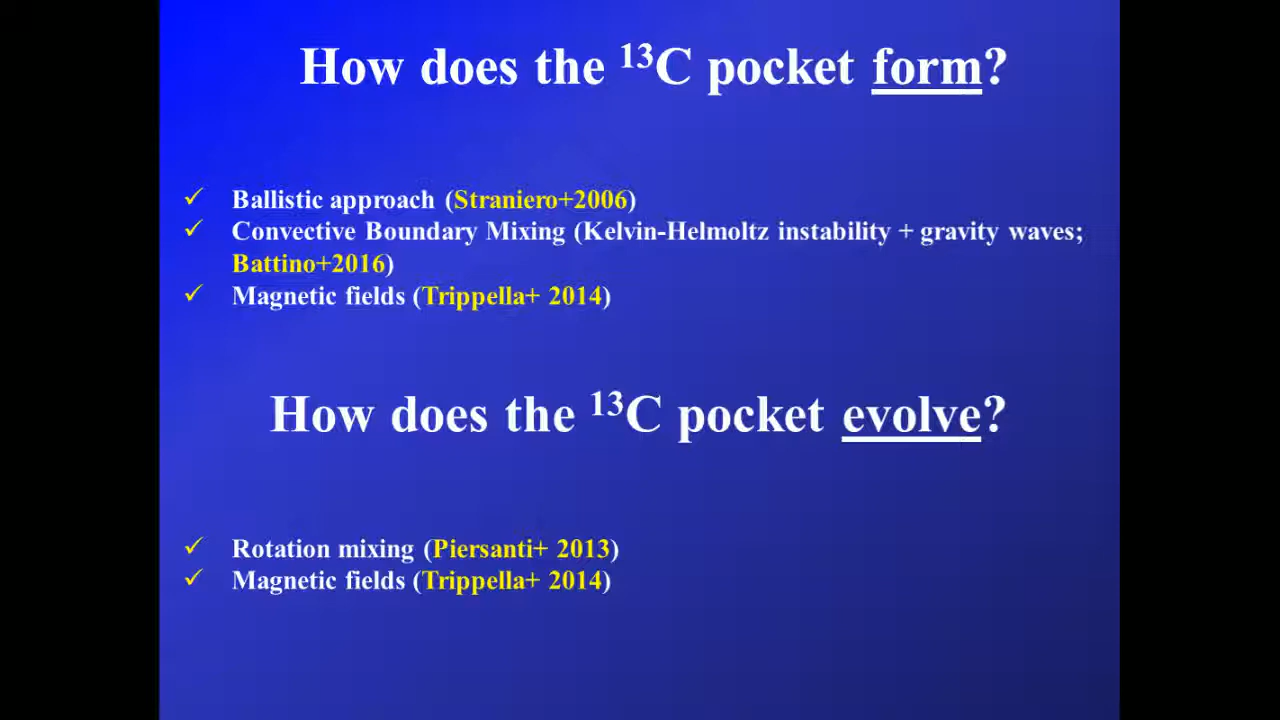 How does the ¹³C pocket form?
✓ Ballistic approach (Straniero+2006)
✓ Convective Boundary Mixing (Kelvin-Helmoltz instability + gravity waves;
Battino+2016)
✓ Magnetic fields (Trippella+ 2014)
How does the ¹³C pocket evolve?
✓ Rotation mixing (Piersanti+ 2013)
✓ Magnetic fields (Trippella+ 2014)